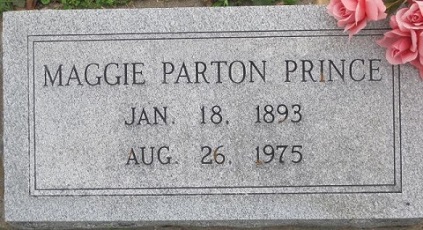 MAGGIE PARTON PRINCE
JAN. 18, 1893
AUG. 26, 1975